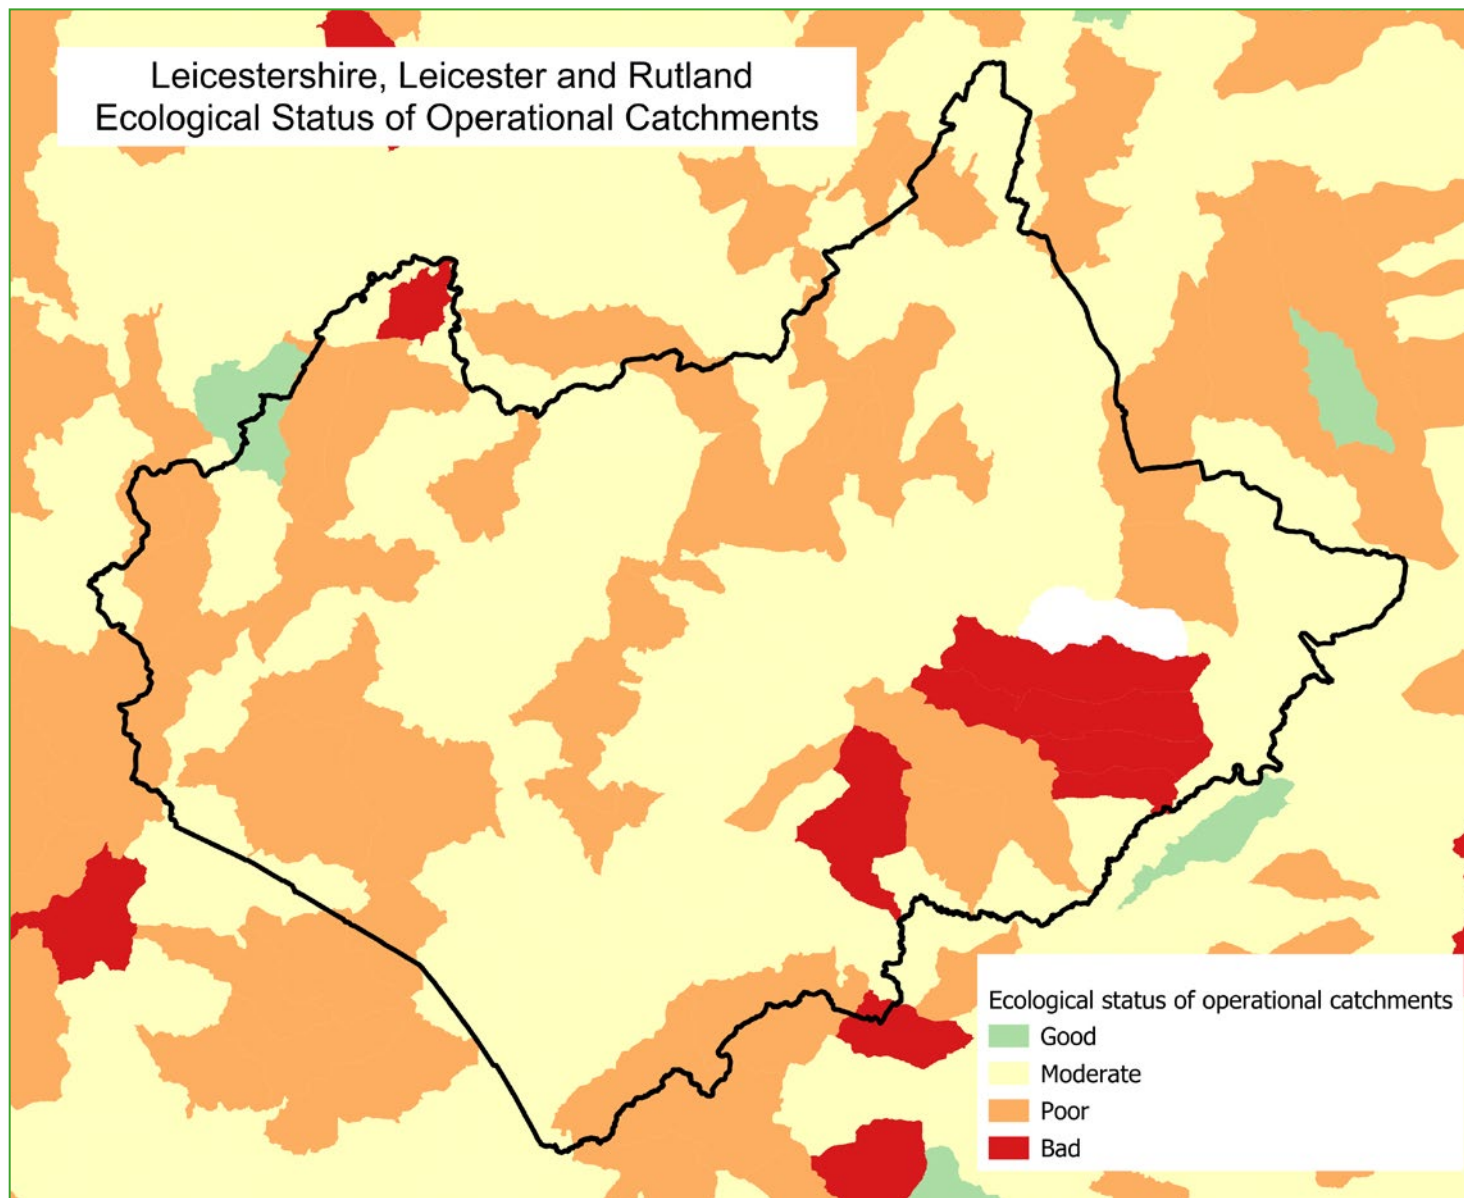 Leicestershire, Leicester and Rutland
Ecological Status of Operational Catchments
Ecological status of operational catchments
Good
Moderate
Poor
Bad